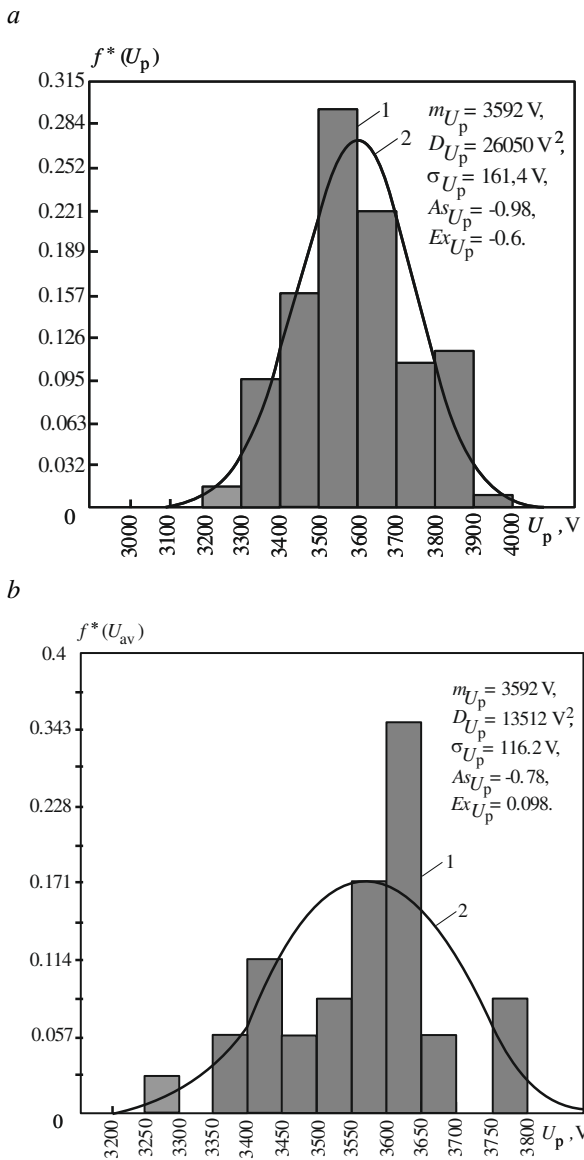 a
f*(Up)
0.315
0.284
0.252
0.221
0.189
0.157
0.126
0.095
0.063
0.032
0
1
2
mUp = 3592 V,
DUp = 26050 V²,
σUp = 161,4 V,
AsUp = -0.98,
ExUp = -0.6.
3000 3100 3200 3300 3400 3500 3600 3700 3800 3900 4000 Up , V
b
f*(Uav)
0.4
0.343
0.228
0.171
0.114
0.057
0
mUp = 3592 V,
DUp = 13512 V²,
σUp = 116.2 V,
AsUp = -0.78,
ExUp = 0.098.
1
2
3200 3250 3300 3350 3400 3450 3500 3550 3600 3650 3700 3750 3800 Up , V